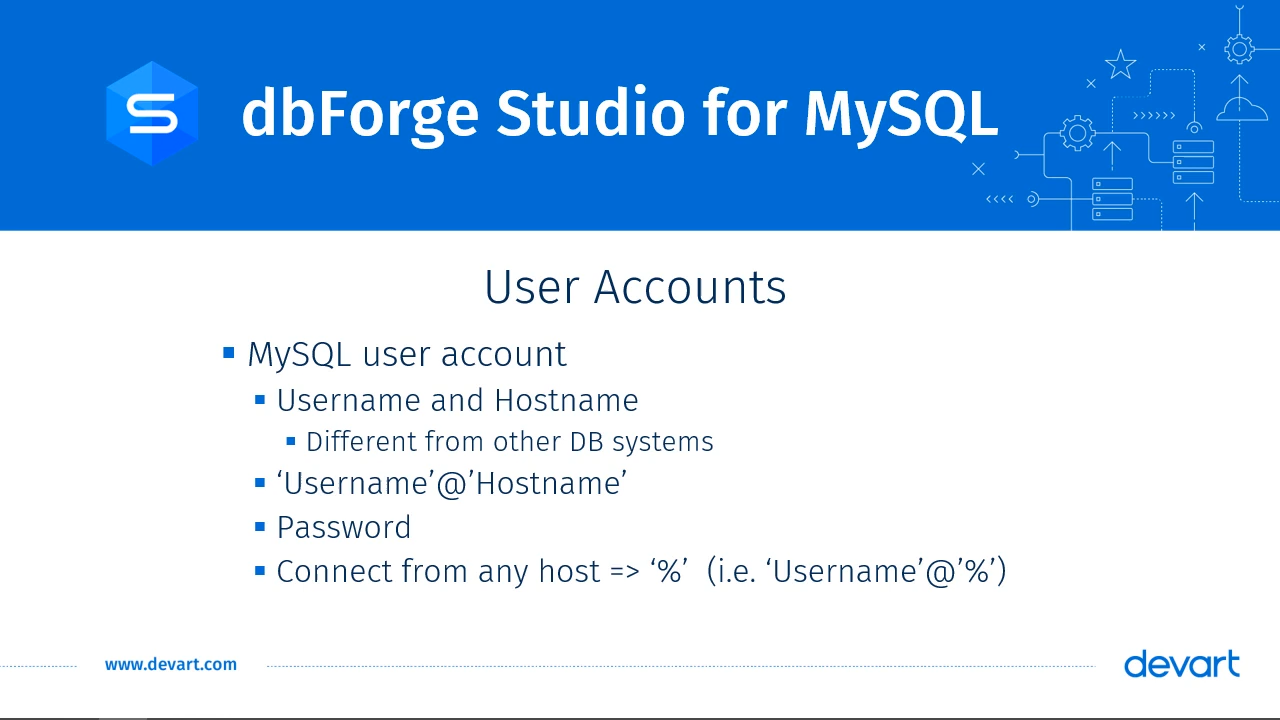 dbForge Studio for MySQL
User Accounts
▪ MySQL user account
▪ Username and Hostname
▪ Different from other DB systems
▪ ‘Username’@’Hostname’
▪ Password
▪ Connect from any host => ‘%’ (i.e. ‘Username’@’%’)
www.devart.com
devart